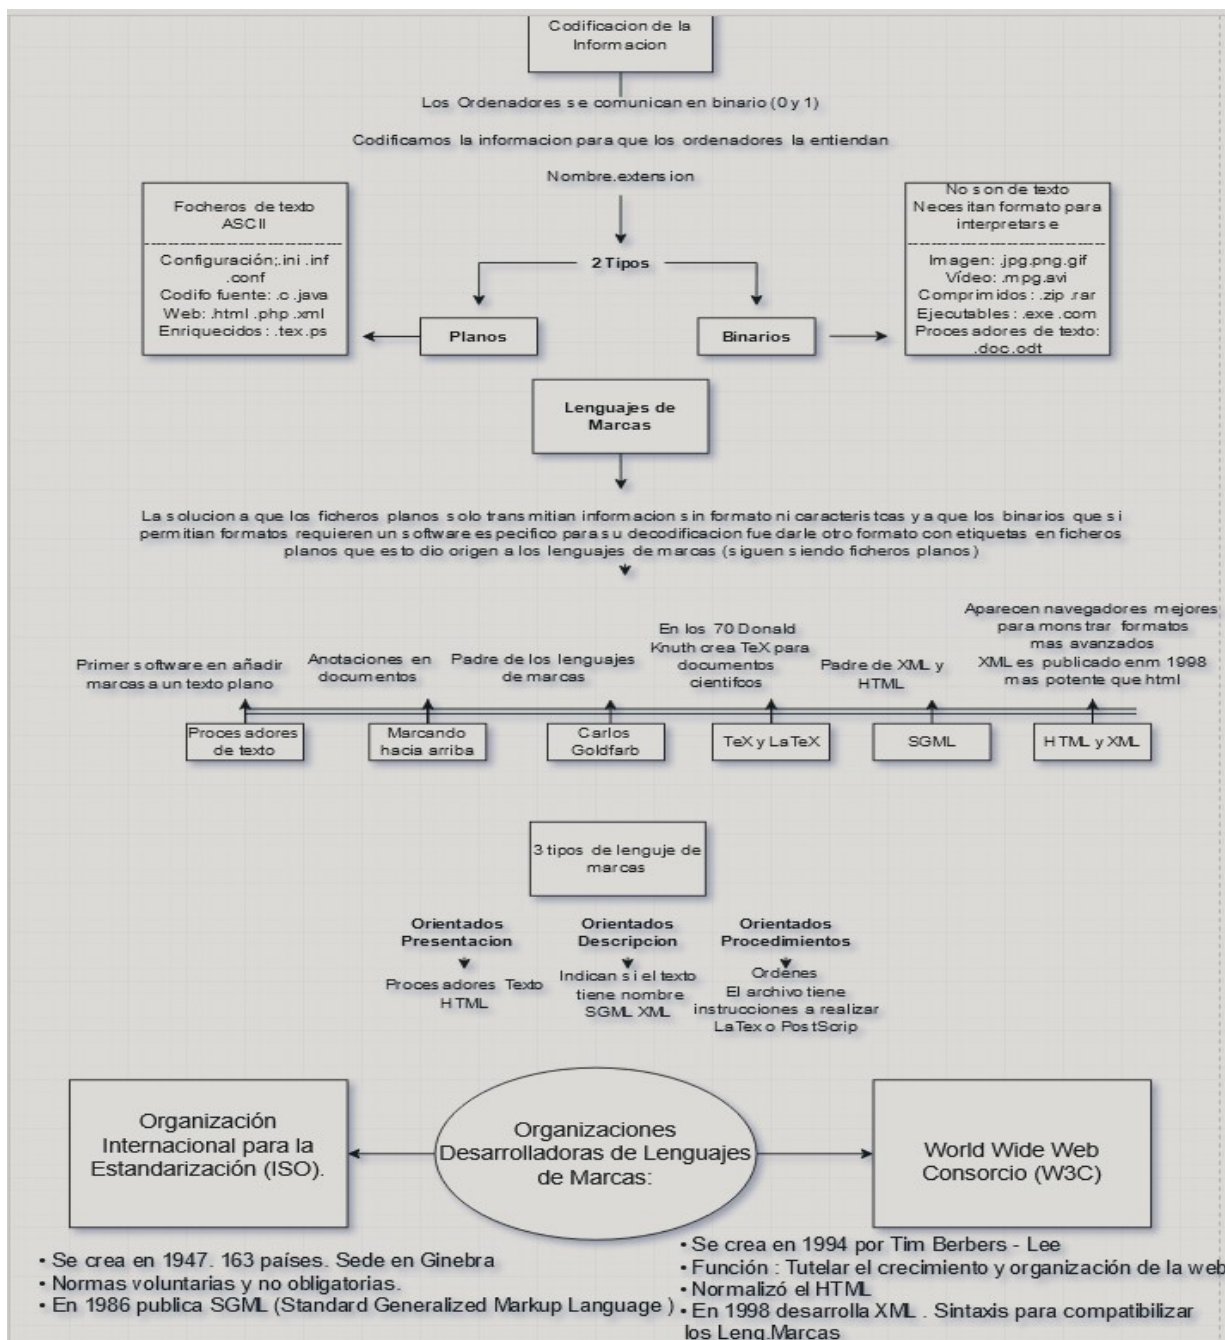 Codificacion de la
Informacion
Los Ordenadores se comunican en binario (0 y 1)
Codificamos la informacion para que los ordenadores la entiendan
Nombre.extension
Focheros de texto
ASCII
Configuración;.ini .inf
.conf
Codifo fuente: .c .java
Web: .html .php .xml
Enriquecidos: .tex.ps
No son de texto
Necesitan formato para
interpretarse
Imagen: .jpg.png.gif
Vídeo: .mpg.avi
Comprimidos: .zip .rar
Ejecutables: .exe .com
Procesadores de texto:
.doc.odt
2 Tipos
Planos
Binarios
Lenguajes de
Marcas
La solucion a que los ficheros planos solo transmitian informacion sin formato ni caracteristcas y a que los binarios que si
permitian formatos requieren un software especifico para su decodificacion fue darle otro formato con etiquetas en ficheros
planos que esto dio origen a los lenguajes de marcas (siguen siendo ficheros planos)
Primer software en añadir
marcas a un texto plano
Anotaciones en
documentos
Padre de los lenguajes
de marcas
En los 70 Donald
Knuth crea TeX para
documentos
cientifcos
Padre de XML y
HTML
Aparecen navegadores mejores
para monstrar formatos
mas avanzados
XML es publicado enm 1998
mas potente que html
Procesadores
de texto
Marcando
hacia arriba
Carlos
Goldfarb
TeX y LaTeX
SGML
HTML y XML
3 tipos de lenguje de
marcas
Orientados
Presentacion
Procesadores Texto
HTML
Orientados
Descripcion
Indican si el texto
tiene nombre
SGML XML
Orientados
Procedimientos
Ordenes
El archivo tiene
instrucciones a realizar
LaTex o PostScrip
Organización
Internacional para la
Estandarización (ISO).
Organizaciones
Desarrolladoras de Lenguajes
de Marcas:
World Wide Web
Consorcio (W3C)
• Se crea en 1947. 163 países. Sede en Ginebra
• Normas voluntarias y no obligatorias.
• En 1986 publica SGML (Standard Generalized Markup Language )
• Se crea en 1994 por Tim Berbers - Lee
• Función : Tutelar el crecimiento y organización de la web
• Normalizó el HTML
• En 1998 desarrolla XML . Sintaxis para compatibilizar
los Leng.Marcas